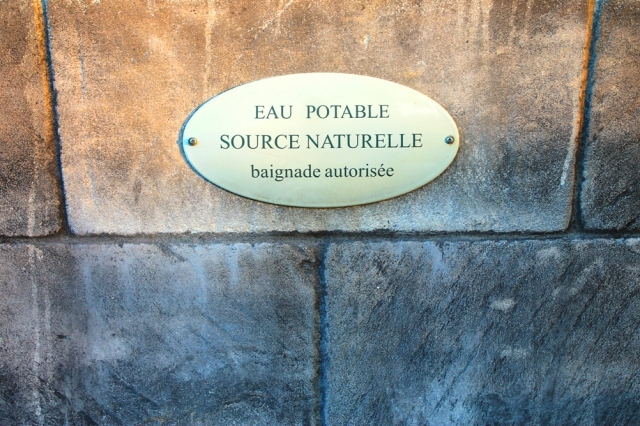 EAU POTABLE
SOURCE NATURELLE
baignade autorisée